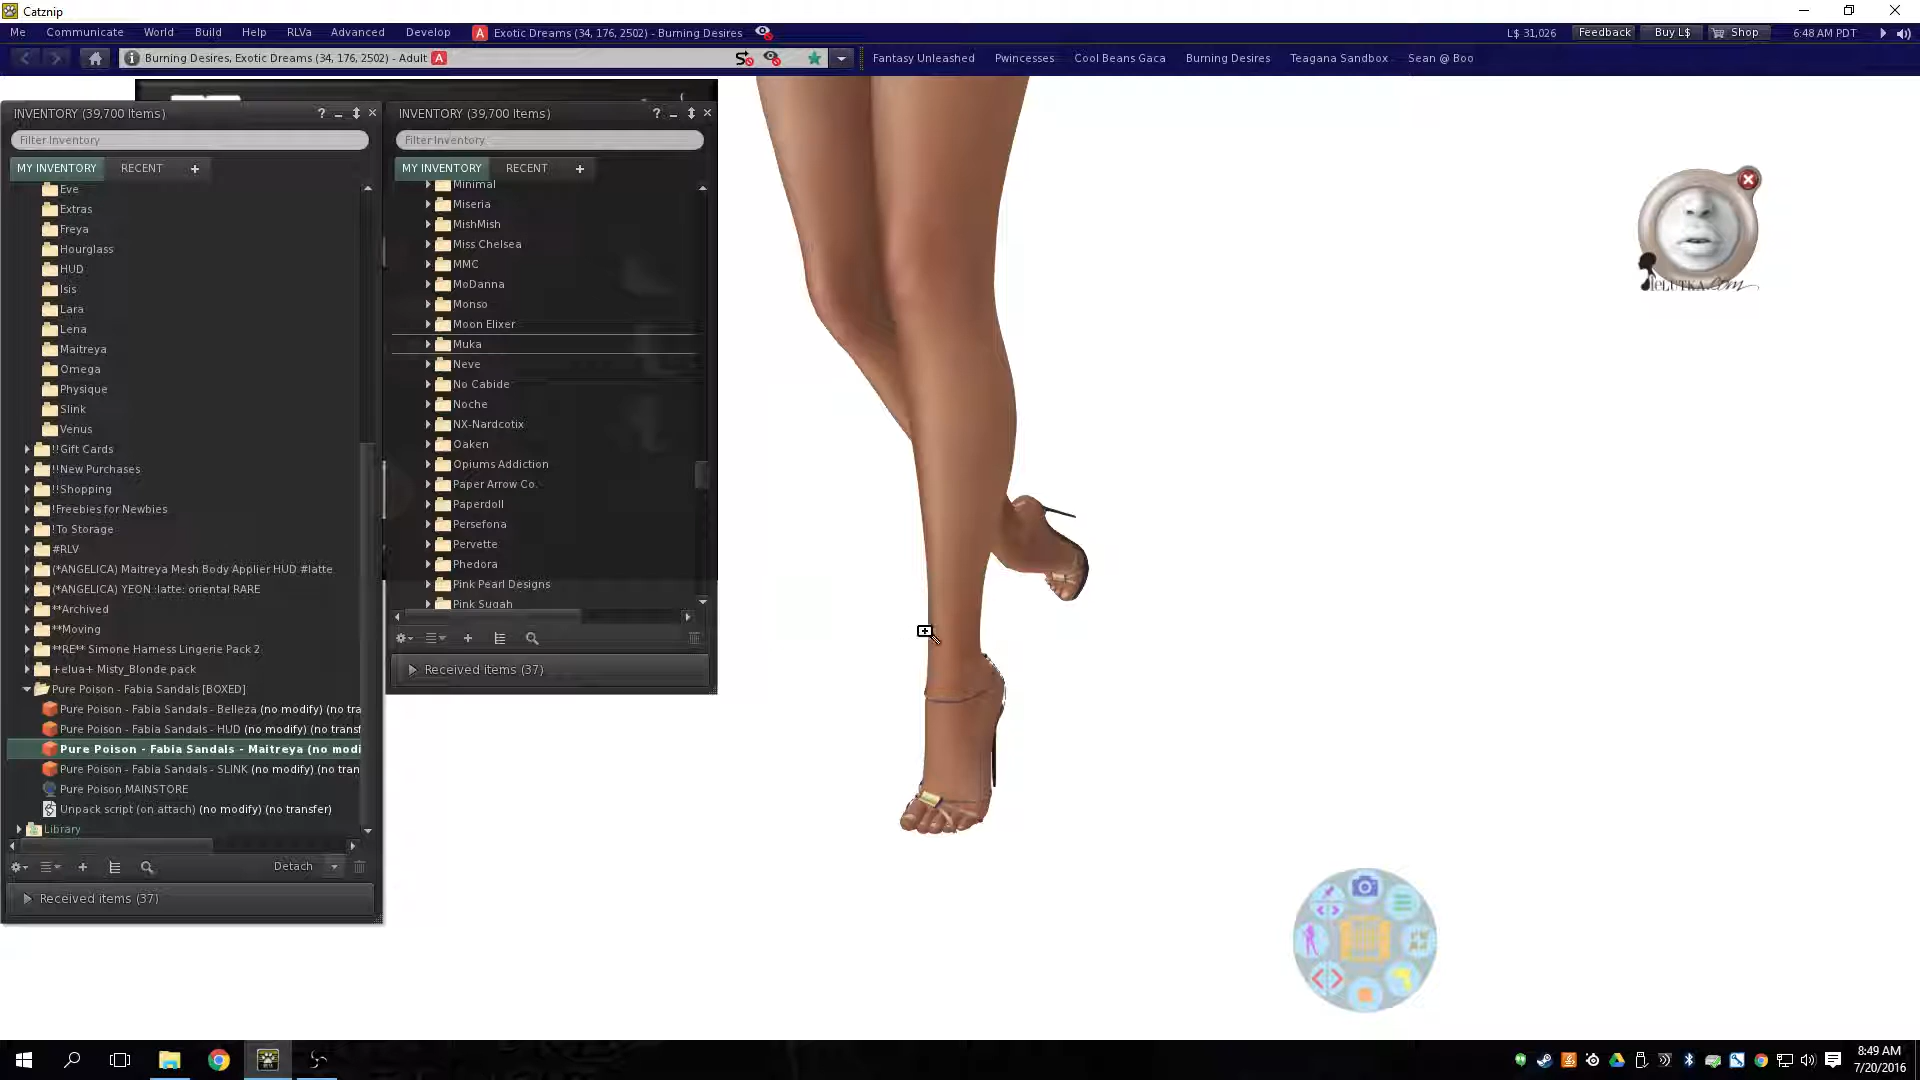 Catznip
Me Communicate World Build Help RLVa Advanced Develop A Exotic Dreams (34, 176, 2502) - Burning Desires L$ 31,026 Feedback Buy L$ Shop 6:48 AM PDT
Burning Desires, Exotic Dreams (34, 176, 2502) - Adult A Fantasy Unleashed Pwincesses Cool Beans Gaca Burning Desires Teagana Sandbox Sean @ Boo
INVENTORY (39,700 Items) ?
Filter Inventory
MY INVENTORY RECENT +
Eve
Extras
Freya
Hourglass
HUD
Isis
Lara
Lena
Maitreya
Omega
Physique
Slink
Venus
!!Gift Cards
!!New Purchases
!!Shopping
!Freebies for Newbies
!To Storage
#RLV
(*ANGELICA) Maitreya Mesh Body Applier HUD #latte
(*ANGELICA) YEON :latte: oriental RARE
**Archived
**Moving
**RE** Simone Harness Lingerie Pack 2
+elua+ Misty_Blonde pack
Pure Poison - Fabia Sandals [BOXED]
Pure Poison - Fabia Sandals - Belleza (no modify) (no tra
Pure Poison - Fabia Sandals - HUD (no modify) (no transf
Pure Poison - Fabia Sandals - Maitreya (no modi
Pure Poison - Fabia Sandals - SLINK (no modify) (no tran
Pure Poison MAINSTORE
Unpack script (on attach) (no modify) (no transfer)
Library
Detach
Received items (37)
INVENTORY (39,700 Items) ?
Filter Inventory
MY INVENTORY RECENT +
Minimal
Miseria
MishMish
Miss Chelsea
MMC
MoDanna
Monso
Moon Elixer
Muka
Neve
No Cabide
Noche
NX-Nardcotix
Oaken
Opiums Addiction
Paper Arrow Co.
Paperdoll
Persefona
Pervette
Phedora
Pink Pearl Designs
Pink Sugah
Received items (37)
LeLUTKA.com
8:49 AM
7/20/2016